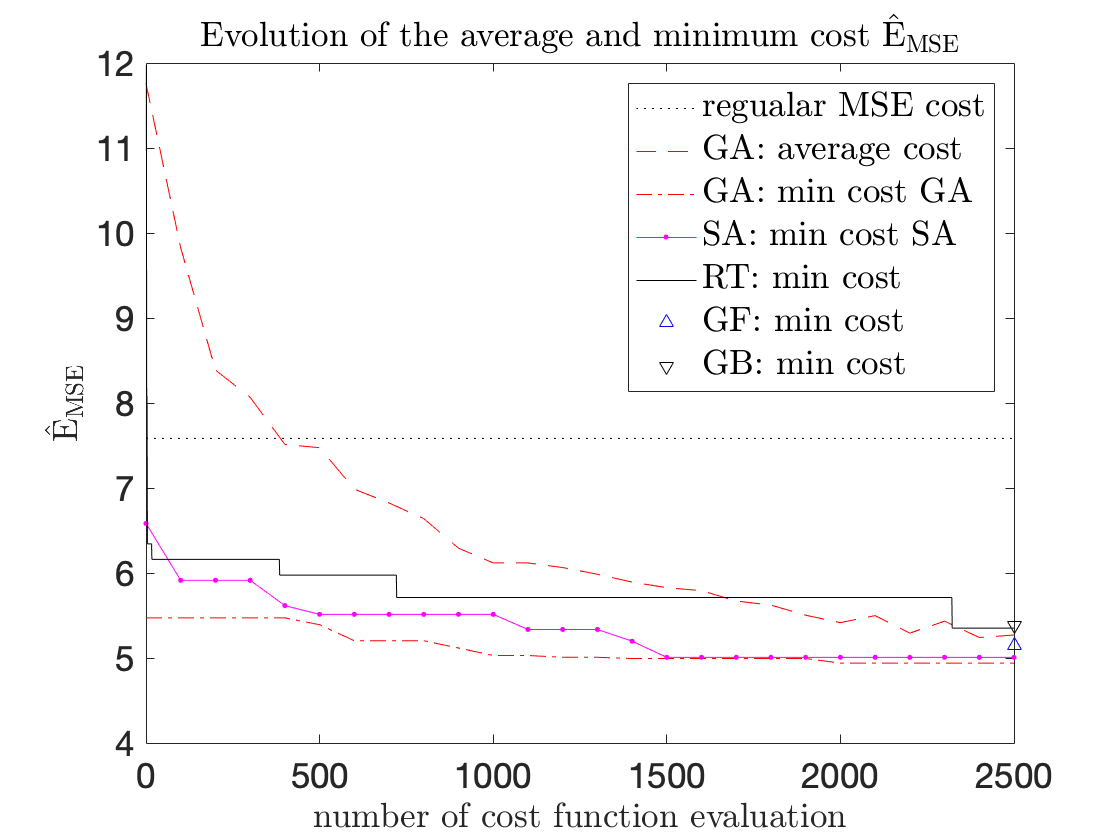 Evolution of the average and minimum cost Ê_MSE
12
11
10
9
8
7
6
5
4
Ê_MSE
regualar MSE cost
GA: average cost
GA: min cost GA
SA: min cost SA
RT: min cost
GF: min cost
GB: min cost
0 500 1000 1500 2000 2500
number of cost function evaluation